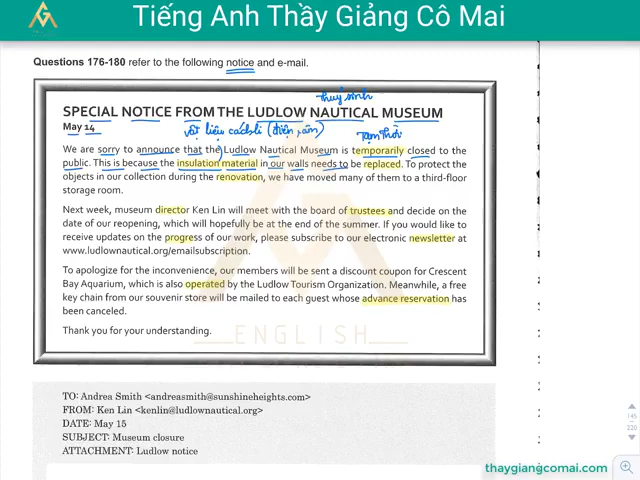 Tiếng Anh Thầy Giảng Cô Mai
Questions 176-180 refer to the following notice and e-mail.
thuỷ sinh
SPECIAL NOTICE FROM THE LUDLOW NAUTICAL MUSEUM
May 14
vật liệu cách li (điện, âm)
tạm thời
We are sorry to announce that the Ludlow Nautical Museum is temporarily closed to the
public. This is because the insulation material in our walls needs to be replaced. To protect the
objects in our collection during the renovation, we have moved many of them to a third-floor
storage room.
Next week, museum director Ken Lin will meet with the board of trustees and decide on the
date of our reopening, which will hopefully be at the end of the summer. If you would like to
receive updates on the progress of our work, please subscribe to our electronic newsletter at
www.ludlownautical.org/emailsubscription.
To apologize for the inconvenience, our members will be sent a discount coupon for Crescent
Bay Aquarium, which is also operated by the Ludlow Tourism Organization. Meanwhile, a free
key chain from our souvenir store will be mailed to each guest whose advance reservation has
been canceled.
Thank you for your understanding.
ENGLISH
TO: Andrea Smith <andreasmith@sunshineheights.com>
FROM: Ken Lin <kenlin@ludlownautical.org>
DATE: May 15
SUBJECT: Museum closure
ATTACHMENT: Ludlow notice
145
220
thaygiangcomai.com